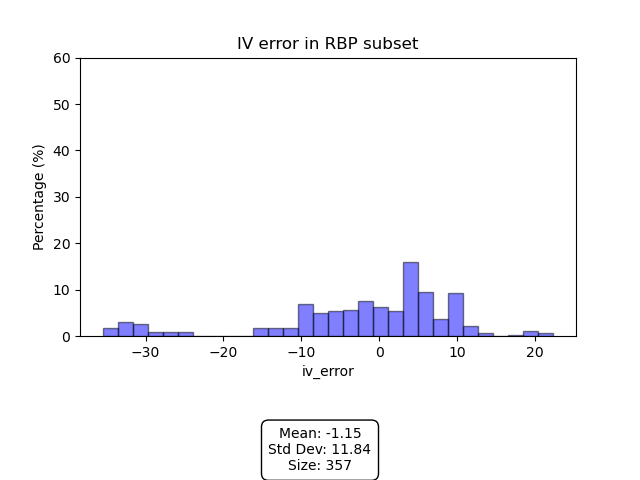 IV error in RBP subset
60
50
40
30
20
10
0
Percentage (%)
−30
−20
−10
0
10
20
iv_error
Mean: -1.15
Std Dev: 11.84
Size: 357